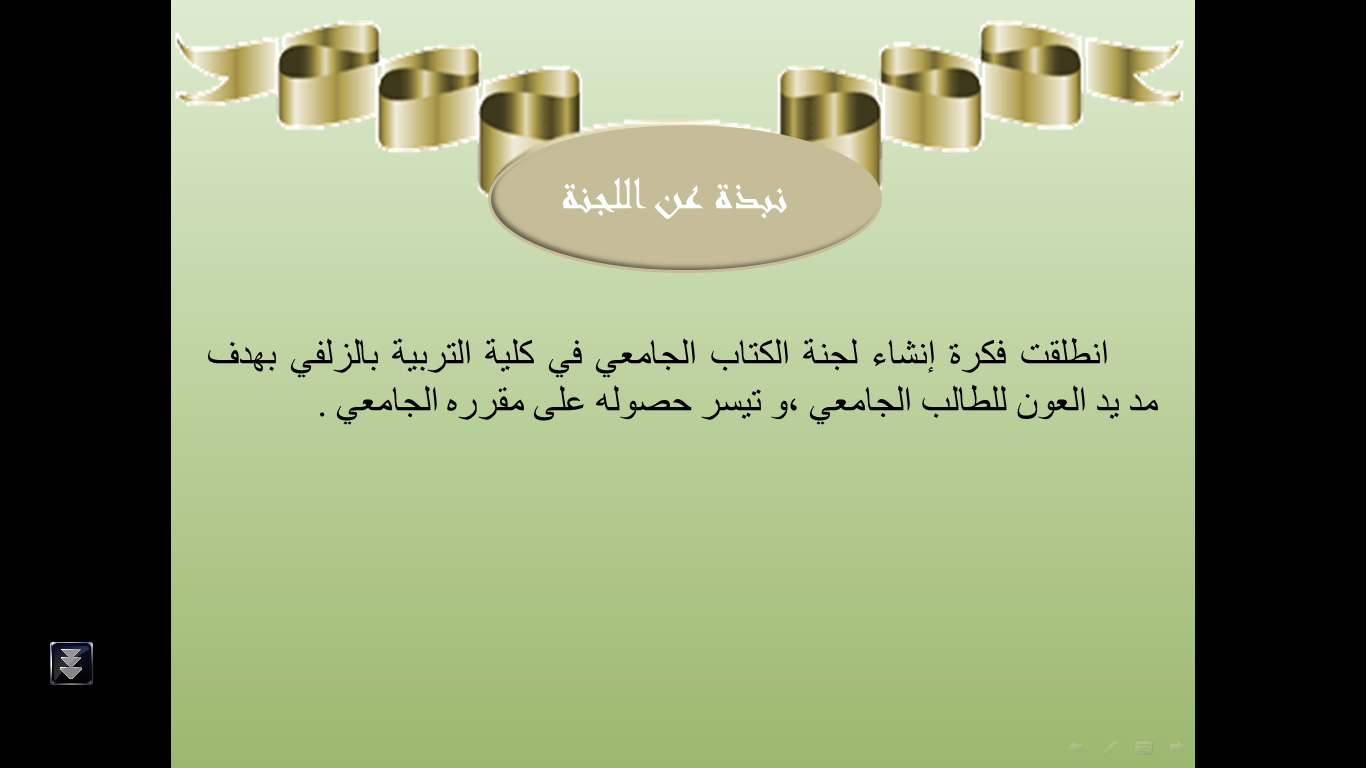 نبذة عن اللجنة
انطلقت فكرة إنشاء لجنة الكتاب الجامعي في كلية التربية بالزلفي بهدف
مد يد العون للطالب الجامعي ،و تيسر حصوله على مقرره الجامعي .